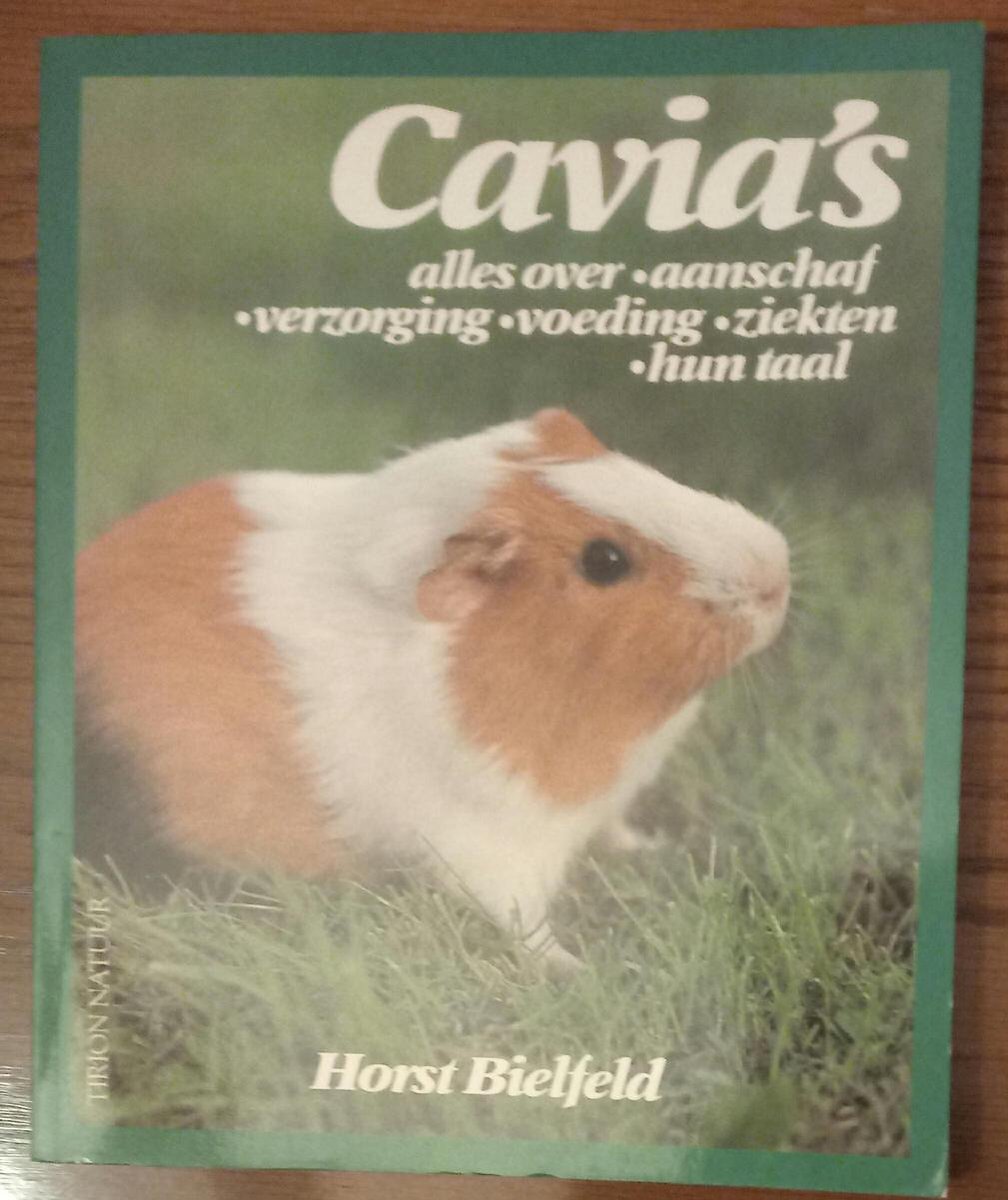 Cavia's
alles over •aanschaf
•verzorging •voeding •ziekten
•hun taal
TIRION NATUUR
Horst Bielfeld